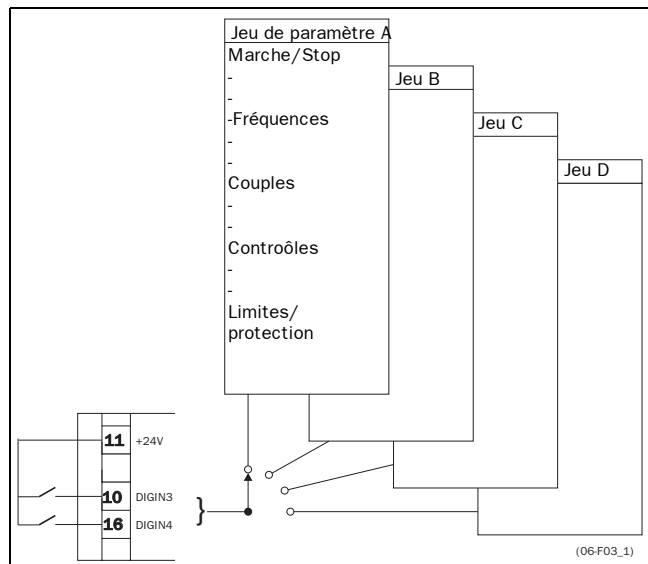 Jeu de paramètre A
Marche/Stop
-
-
-Fréquences
-
-
Couples
-
-
Controôles
-
-
Limites/
protection
Jeu B
Jeu C
Jeu D
11 +24V
10 DIGIN3
16 DIGIN4
}
(06-F03_1)